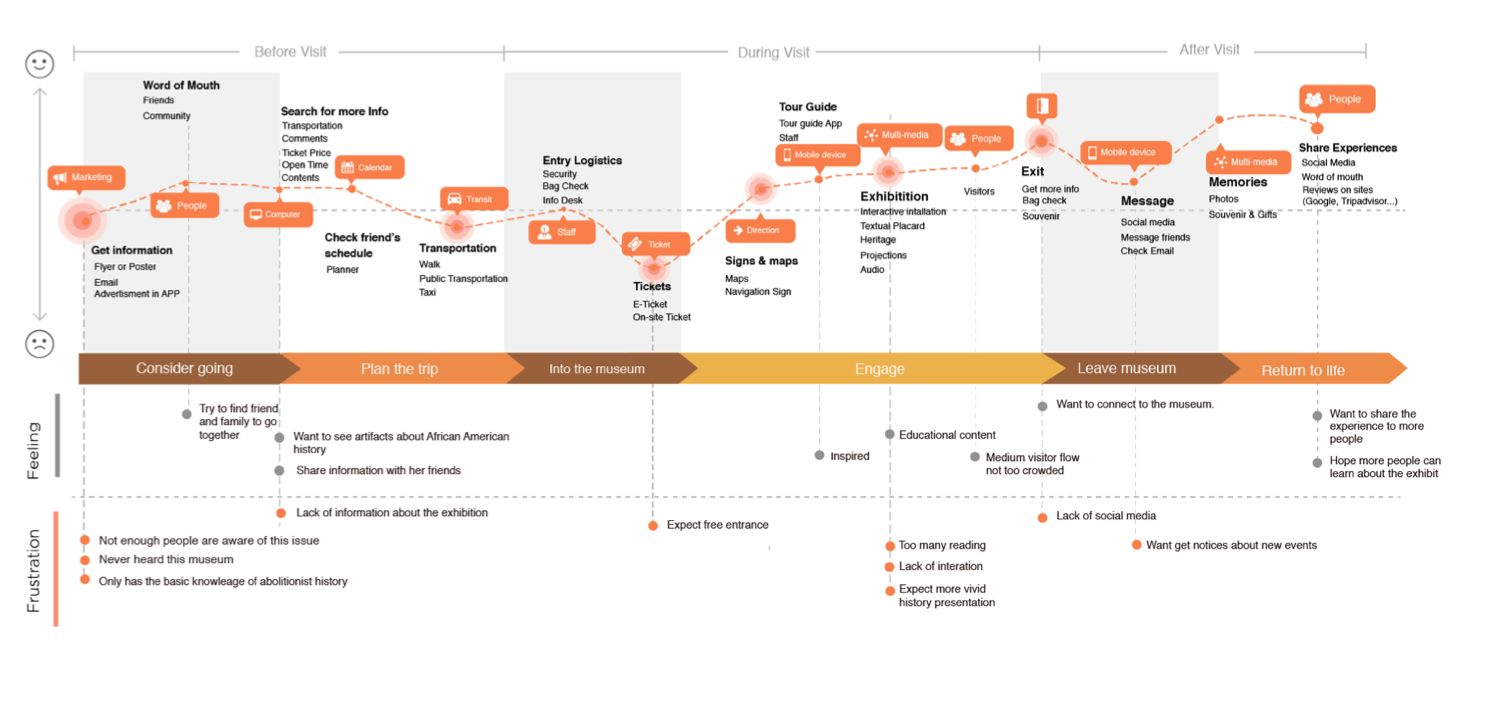 Before Visit
During Visit
After Visit
Word of Mouth
Friends
Community
Search for more Info
Transportation
Comments
Ticket Price
Open Time
Contents
Marketing
People
Computer
Calendar
Transit
Get information
Flyer or Poster
Email
Advertisment in APP
Check friend's
schedule
Planner
Transportation
Walk
Public Transportation
Taxi
Entry Logistics
Security
Bag Check
Info Desk
Staff
Ticket
Tickets
E-Ticket
On-site Ticket
Direction
Signs & maps
Maps
Navigation Sign
Tour Guide
Tour guide App
Staff
Mobile device
Multi-media
Exhibitition
Interactive intallation
Textual Placard
Heritage
Projections
Audio
People
Visitors
Exit
Get more info
Bag check
Souvenir
Mobile device
Message
Social media
Message friends
Check Email
Multi-media
Memories
Photos
Souvenir & Gifts
People
Share Experiences
Social Media
Word of mouth
Reviews on sites
(Google, Tripadvisor...)
Consider going
Plan the trip
Into the museum
Engage
Leave museum
Return to life
Feeling
Try to find friend
and family to go
together
Want to see artifacts about African American
history
Share information with her friends
Inspired
Educational content
Medium visitor flow
not too crowded
Want to connect to the museum.
Want to share the
experience to more
people
Hope more people can
learn about the exhibit
Frustration
Not enough people are aware of this issue
Never heard this museum
Only has the basic knowleage of abolitionist history
Lack of information about the exhibition
Expect free entrance
Too many reading
Lack of interation
Expect more vivid
history presentation
Lack of social media
Want get notices about new events